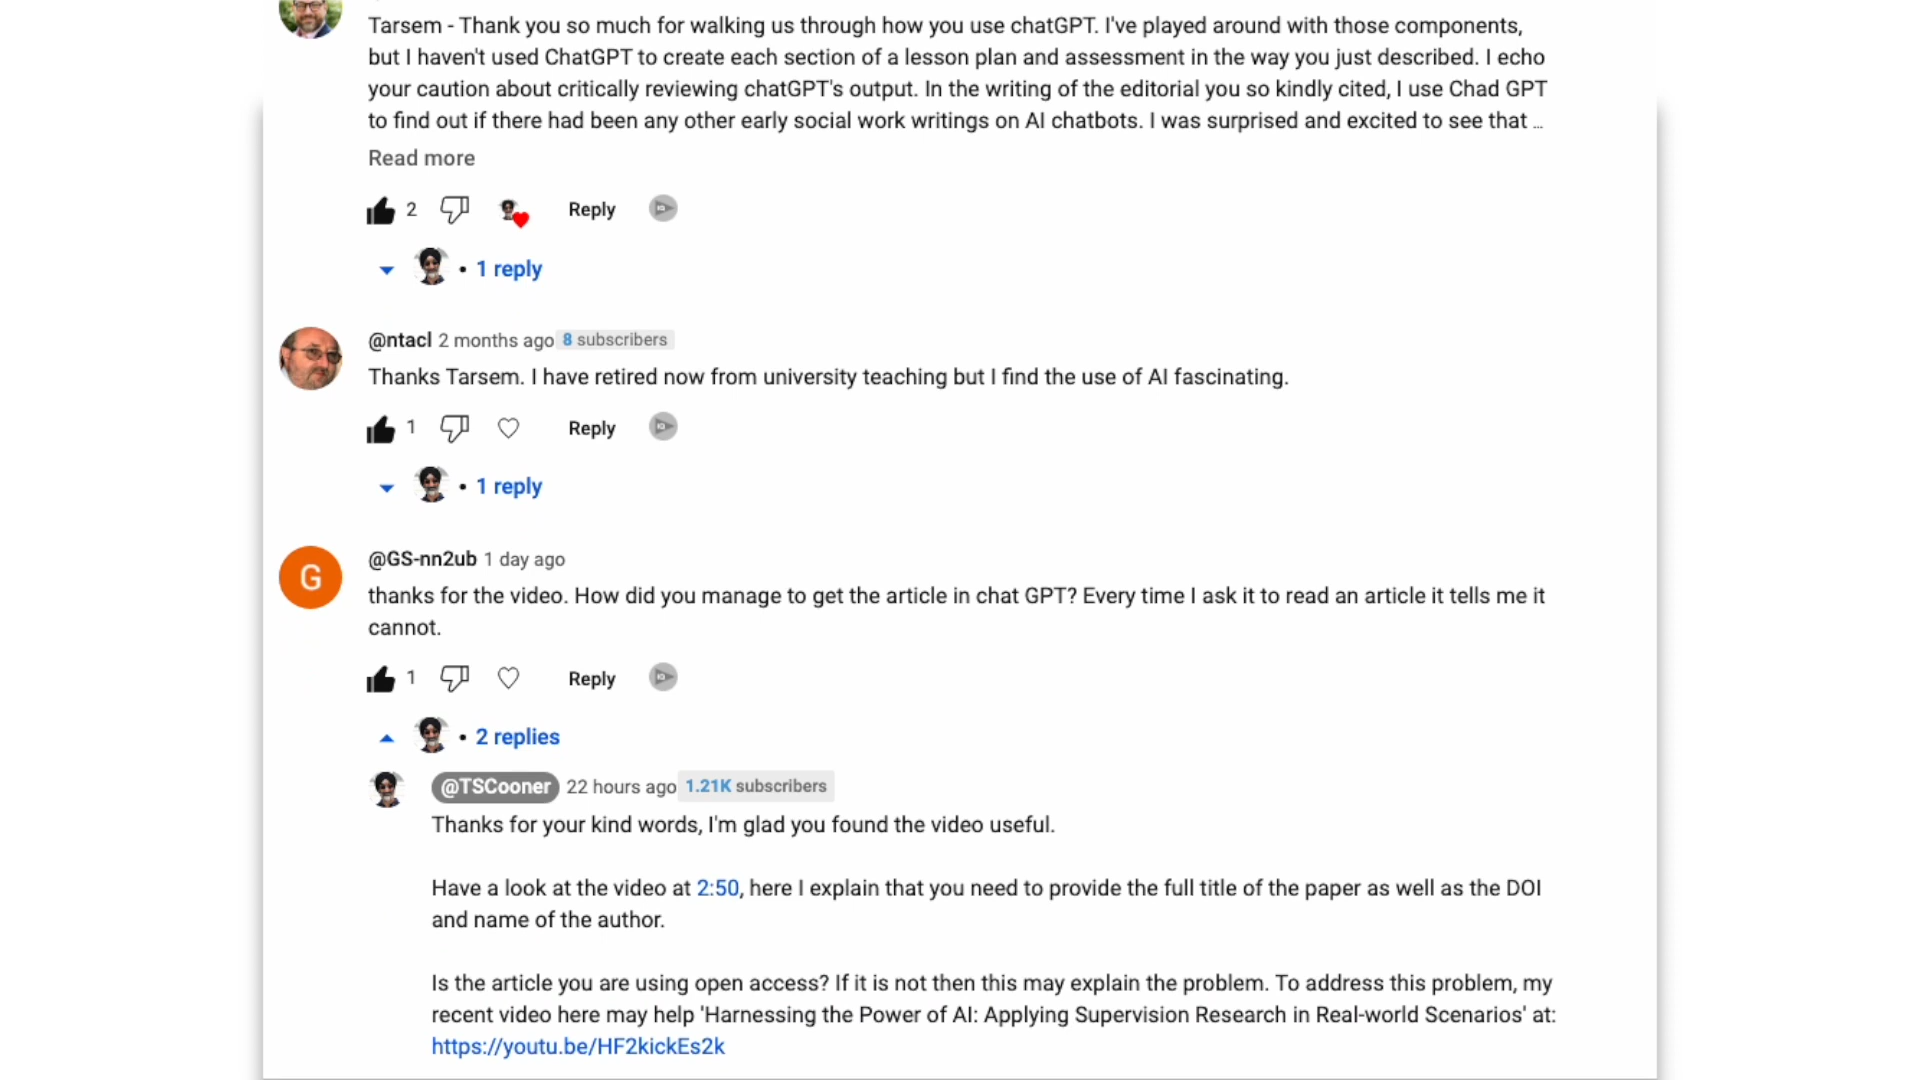 Tarsem - Thank you so much for walking us through how you use chatGPT. I've played around with those components,
but I haven't used ChatGPT to create each section of a lesson plan and assessment in the way you just described. I echo
your caution about critically reviewing chatGPT's output. In the writing of the editorial you so kindly cited, I use Chad GPT
to find out if there had been any other early social work writings on AI chatbots. I was surprised and excited to see that ...
Read more
2 Reply
• 1 reply
@ntacl 2 months ago 8 subscribers
Thanks Tarsem. I have retired now from university teaching but I find the use of AI fascinating.
1 Reply
• 1 reply
G
@GS-nn2ub 1 day ago
thanks for the video. How did you manage to get the article in chat GPT? Every time I ask it to read an article it tells me it
cannot.
1 Reply
• 2 replies
@TSCooner 22 hours ago 1.21K subscribers
Thanks for your kind words, I'm glad you found the video useful.
Have a look at the video at 2:50, here I explain that you need to provide the full title of the paper as well as the DOI
and name of the author.
Is the article you are using open access? If it is not then this may explain the problem. To address this problem, my
recent video here may help 'Harnessing the Power of AI: Applying Supervision Research in Real-world Scenarios' at:
https://youtu.be/HF2kickEs2k